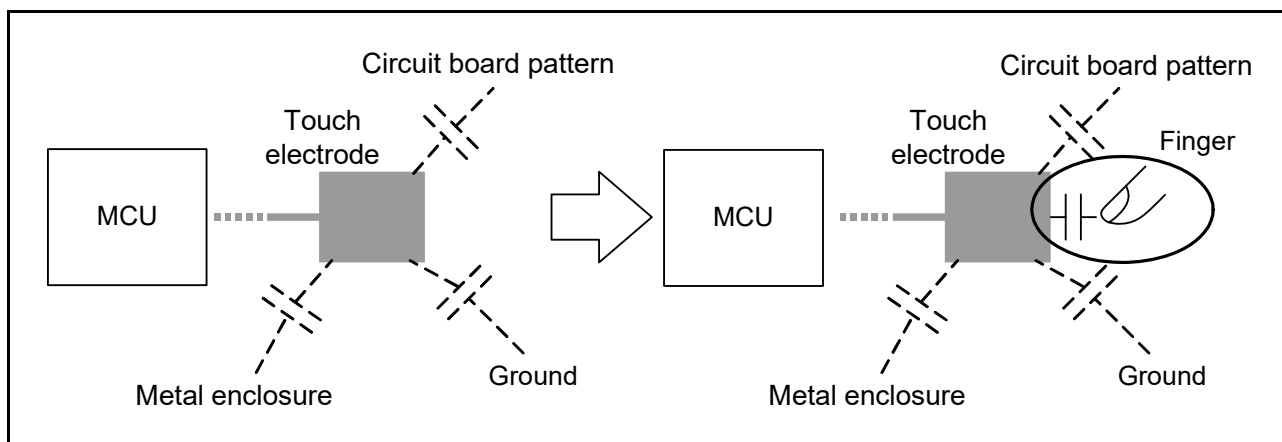 Circuit board pattern
Touch
electrode
MCU
Metal enclosure
Ground
Circuit board pattern
Touch
electrode
Finger
MCU
Metal enclosure
Ground